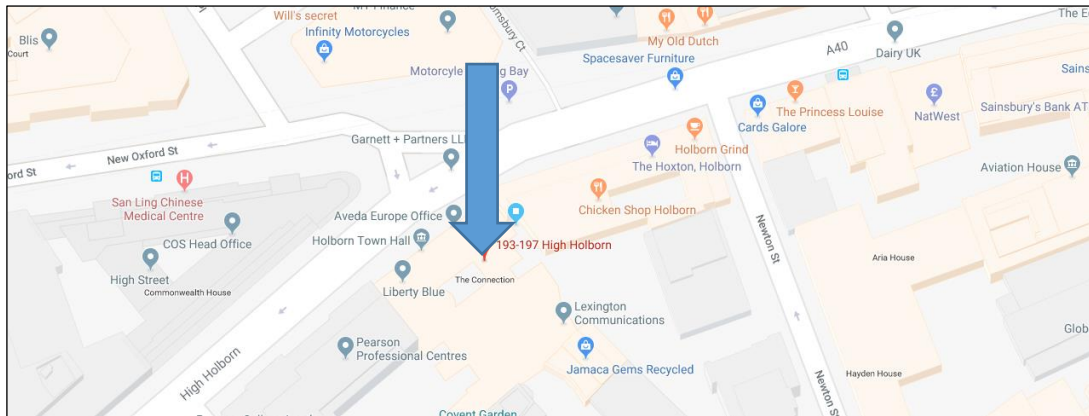 Will's secret
Infinity Motorcycles
Blis
Court
My Old Dutch
Spacesaver Furniture
A40
Dairy UK
The E
Sains
Motorcyle
g Bay
Garnett + Partners LL
Cards Galore
The Princess Louise
NatWest
Sainsbury's Bank AT
New Oxford St
ord St
San Ling Chinese
Medical Centre
Holborn Grind
The Hoxton, Holborn
Aviation House
Chicken Shop Holborn
Aveda Europe Office
Holborn Town Hall
COS Head Office
High Street
Commonwealth House
193-197 High Holborn
The Connection
Liberty Blue
Newton St
Aria House
Lexington
Communications
Pearson
Professional Centres
Jamaca Gems Recycled
High Holborn
Newton St
Hayden House
Glob
Covent Garden